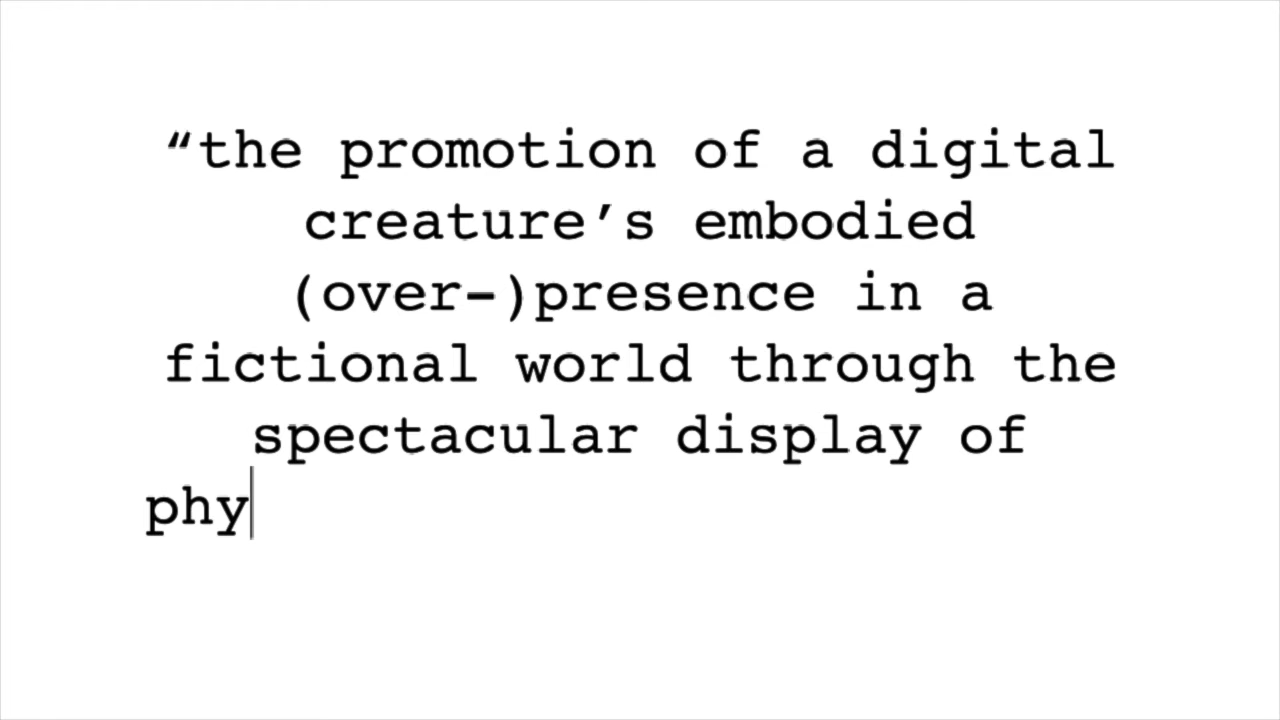 “the promotion of a digital
creature’s embodied
(over-)presence in a
fictional world through the
spectacular display of
phy